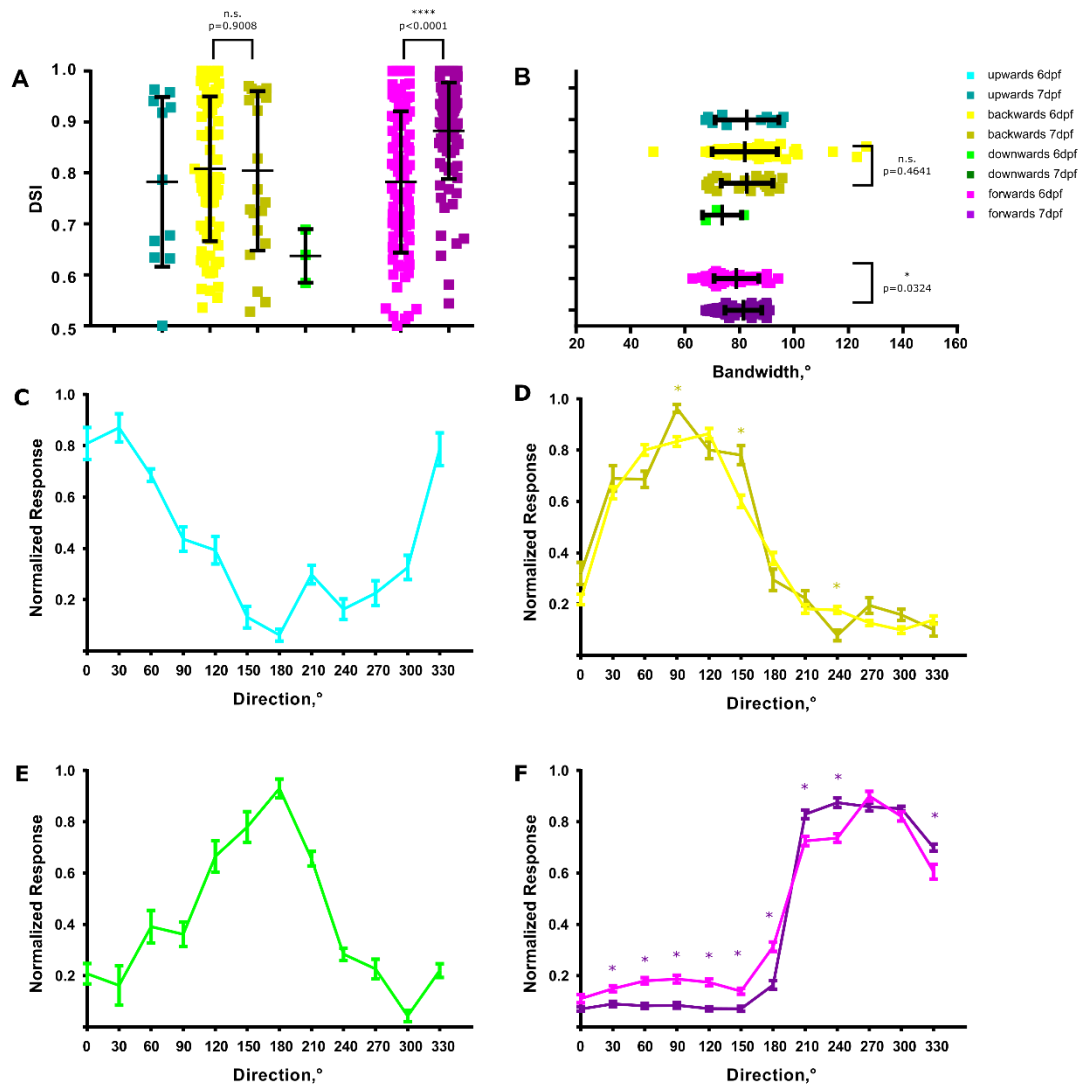 n.s.
p=0.9008
****
p<0.0001
A
DSI
1.0
0.9
0.8
0.7
0.6
0.5
B
n.s.
p=0.4641
*
p=0.0324
20 40 60 80 100 120 140 160
Bandwidth,°
upwards 6dpf
upwards 7dpf
backwards 6dpf
backwards 7dpf
downwards 6dpf
downwards 7dpf
forwards 6dpf
forwards 7dpf
C
Normalized Response
1.0
0.8
0.6
0.4
0.2
0 30 60 90 120 150 180 210 240 270 300 330
Direction,°
D
Normalized Response
1.0
0.8
0.6
0.4
0.2
* * *
0 30 60 90 120 150 180 210 240 270 300 330
Direction,°
E
Normalized Response
1.0
0.8
0.6
0.4
0.2
0 30 60 90 120 150 180 210 240 270 300 330
Direction,°
F
Normalized Response
1.0
0.8
0.6
0.4
0.2
* * * * * * * * *
0 30 60 90 120 150 180 210 240 270 300 330
Direction,°